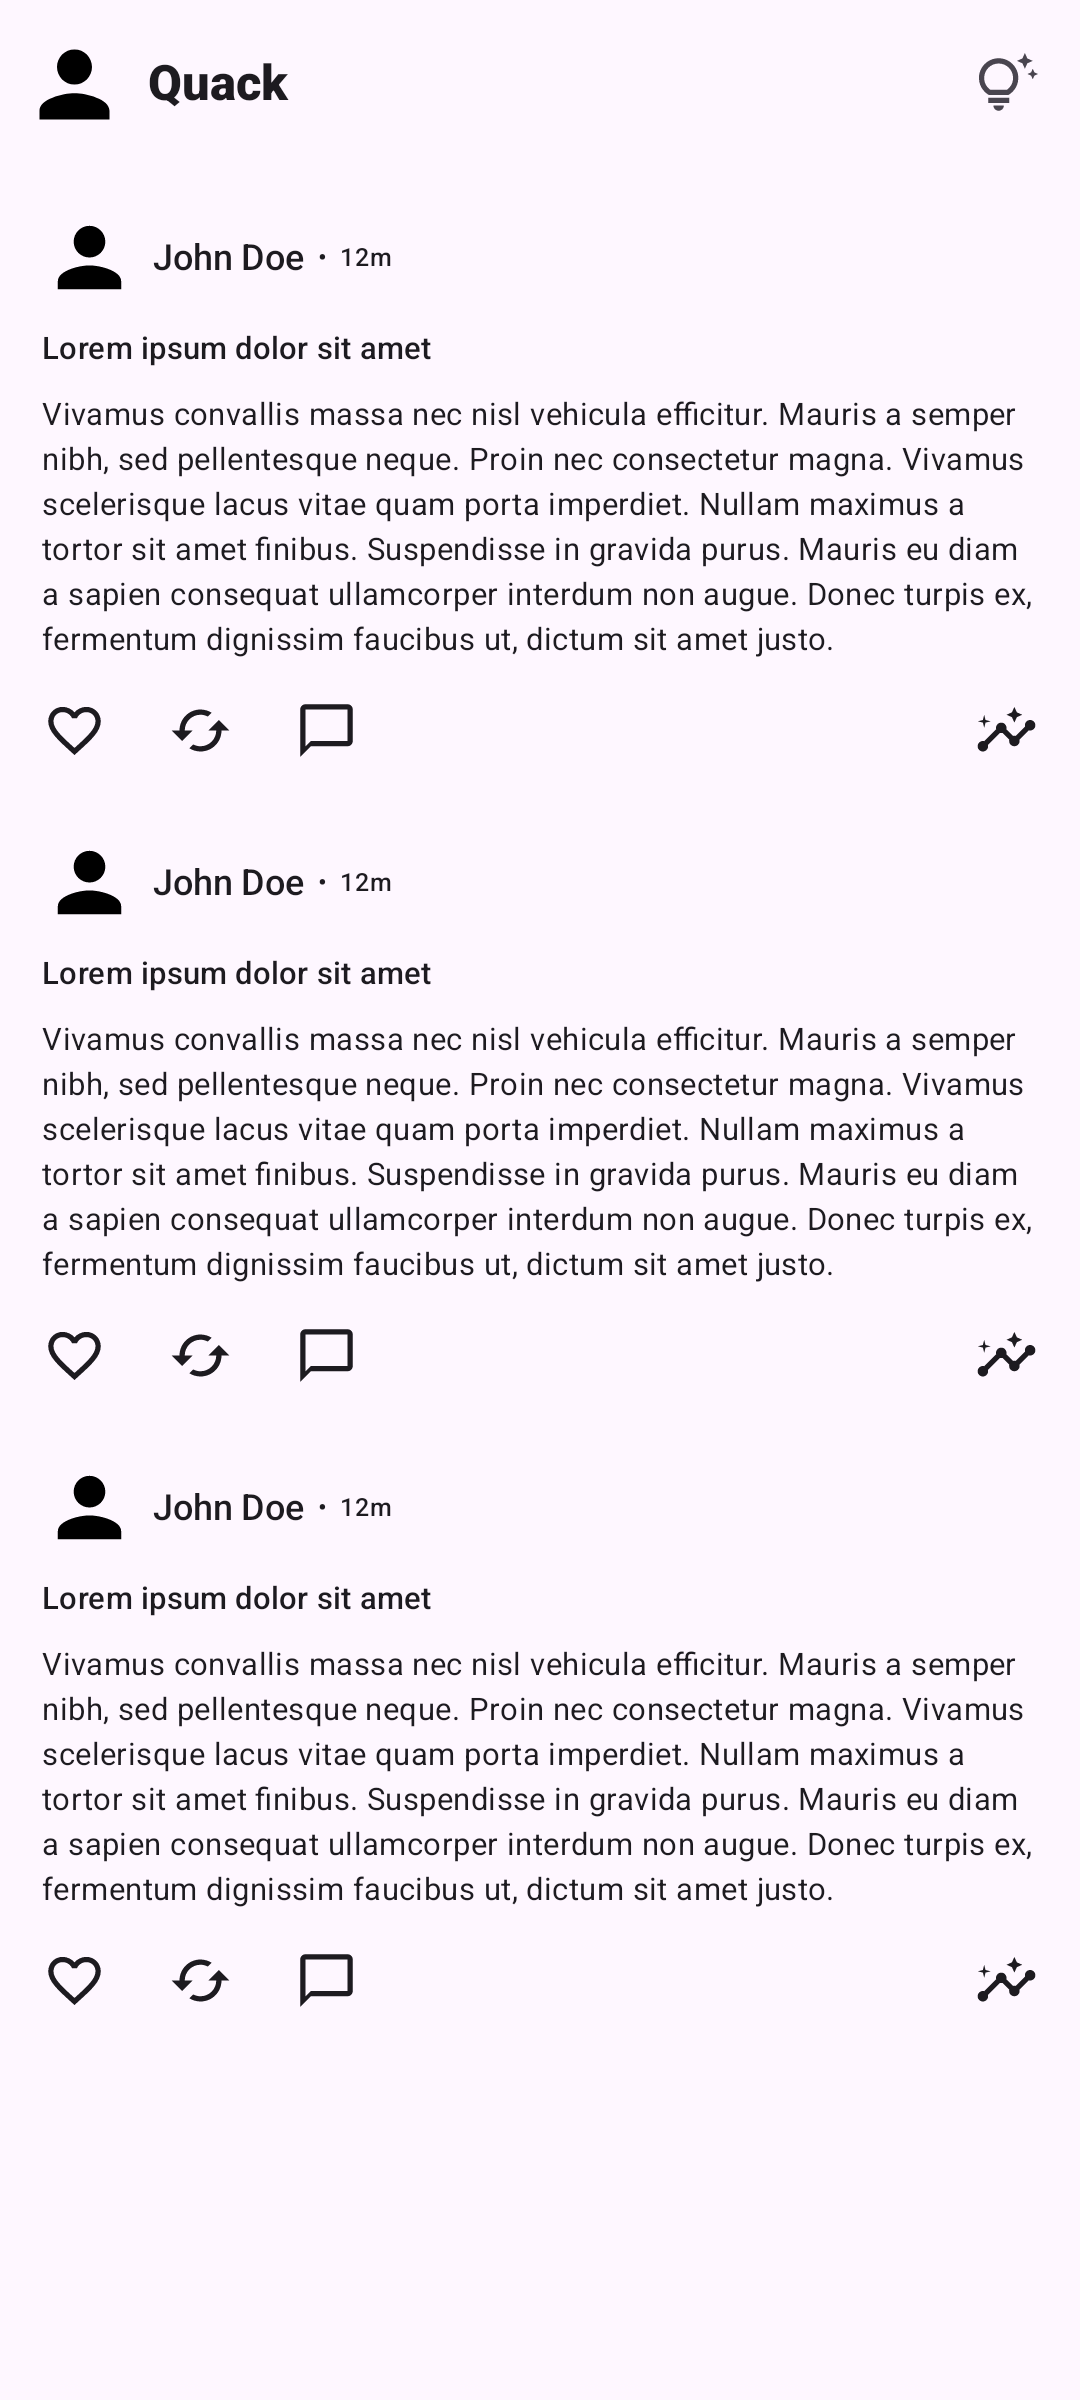 Quack
John Doe • 12m
Lorem ipsum dolor sit amet
Vivamus convallis massa nec nisl vehicula efficitur. Mauris a semper
nibh, sed pellentesque neque. Proin nec consectetur magna. Vivamus
scelerisque lacus vitae quam porta imperdiet. Nullam maximus a
tortor sit amet finibus. Suspendisse in gravida purus. Mauris eu diam
a sapien consequat ullamcorper interdum non augue. Donec turpis ex,
fermentum dignissim faucibus ut, dictum sit amet justo.
John Doe • 12m
Lorem ipsum dolor sit amet
Vivamus convallis massa nec nisl vehicula efficitur. Mauris a semper
nibh, sed pellentesque neque. Proin nec consectetur magna. Vivamus
scelerisque lacus vitae quam porta imperdiet. Nullam maximus a
tortor sit amet finibus. Suspendisse in gravida purus. Mauris eu diam
a sapien consequat ullamcorper interdum non augue. Donec turpis ex,
fermentum dignissim faucibus ut, dictum sit amet justo.
John Doe • 12m
Lorem ipsum dolor sit amet
Vivamus convallis massa nec nisl vehicula efficitur. Mauris a semper
nibh, sed pellentesque neque. Proin nec consectetur magna. Vivamus
scelerisque lacus vitae quam porta imperdiet. Nullam maximus a
tortor sit amet finibus. Suspendisse in gravida purus. Mauris eu diam
a sapien consequat ullamcorper interdum non augue. Donec turpis ex,
fermentum dignissim faucibus ut, dictum sit amet justo.